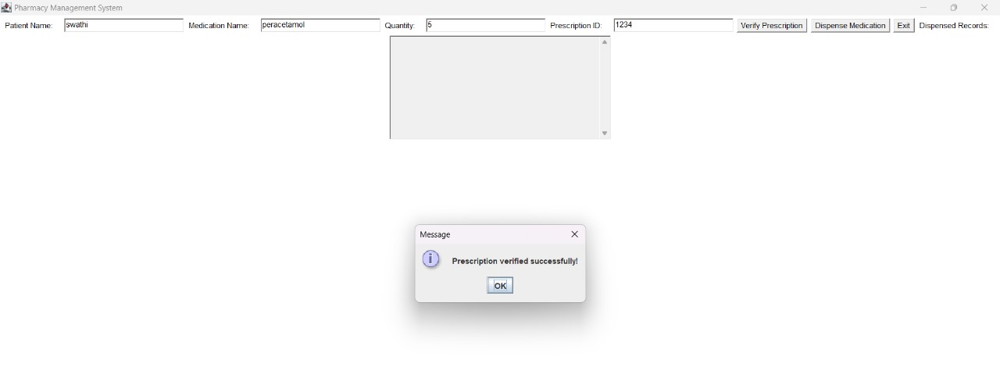 Pharmacy Management System
Patient Name: swathi Medication Name: peracetamol Quantity: 5 Prescription ID: 1234 Verify Prescription Dispense Medication Exit Dispensed Records:
Message
i
Prescription verified successfully!
OK